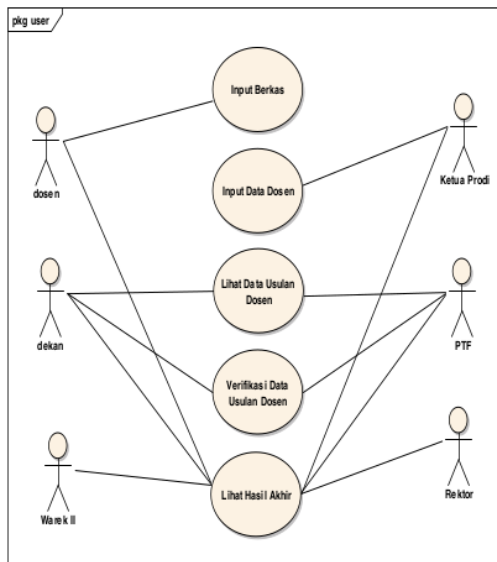 pkg user
Input Berkas
dosen
Ketua Prodi
Input Data Dosen
Lihat Data Usulan
Dosen
dekan
PTF
Verifikasi Data
Usulan Dosen
Lihat Hasil Akhir
Warek II
Rektor